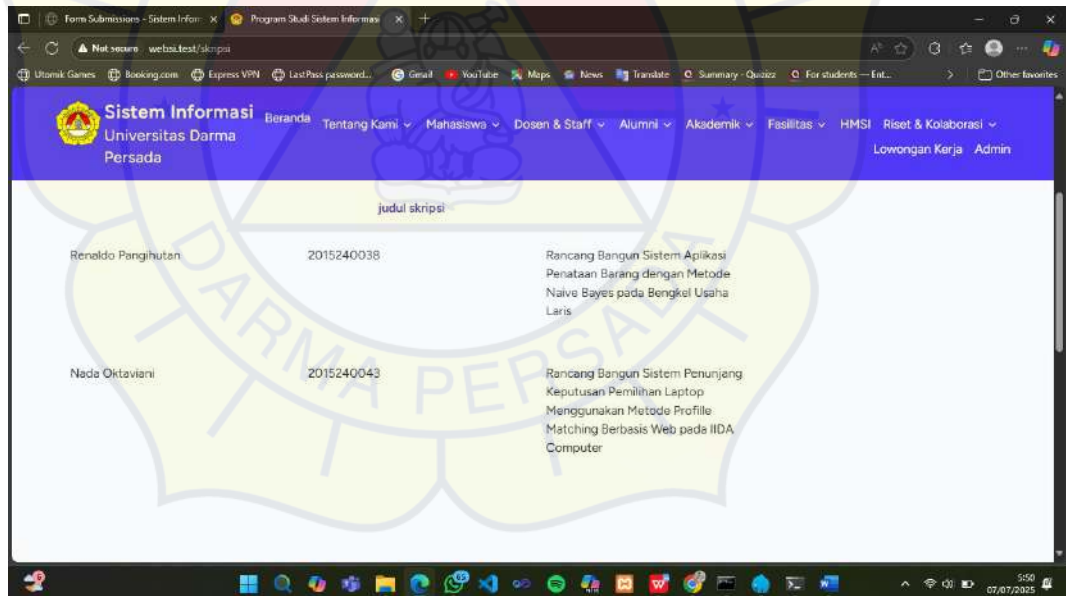 Form Submissions - Sistem Infor
Program Studi Sistem Informasi
Not secure websi.test/skripsi
Utomik Games Booking.com Express VPN LastPass password... Gmail YouTube Maps News Translate Summary - Quizizz For students — Ent... Other favorites
Sistem Informasi
Universitas Darma
Persada
Beranda Tentang Kami Mahasiswa Dosen & Staff Alumni Akademik Fasilitas HMSI Riset & Kolaborasi
Lowongan Kerja Admin
judul skripsi
Renaldo Pangihutan 2015240038 Rancang Bangun Sistem Aplikasi
Penataan Barang dengan Metode
Naive Bayes pada Bengkel Usaha
Laris
Nada Oktaviani 2015240043 Rancang Bangun Sistem Penunjang
Keputusan Pemilihan Laptop
Menggunakan Metode Profille
Matching Berbasis Web pada IIDA
Computer
DARMA PERSADA
5:50
07/07/2025